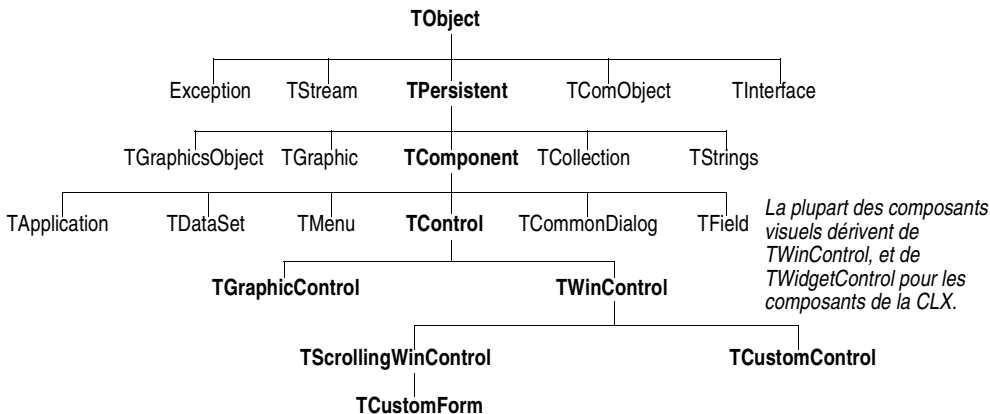 TObject
Exception TStream TPersistent TComObject TInterface
TGraphicsObject TGraphic TComponent TCollection TStrings
TApplication TDataSet TMenu TControl TCommonDialog TField
La plupart des composants
visuels dérivent de
TWinControl, et de
TWidgetControl pour les
composants de la CLX.
TGraphicControl TWinControl
TScrollingWinControl TCustomControl
TCustomForm